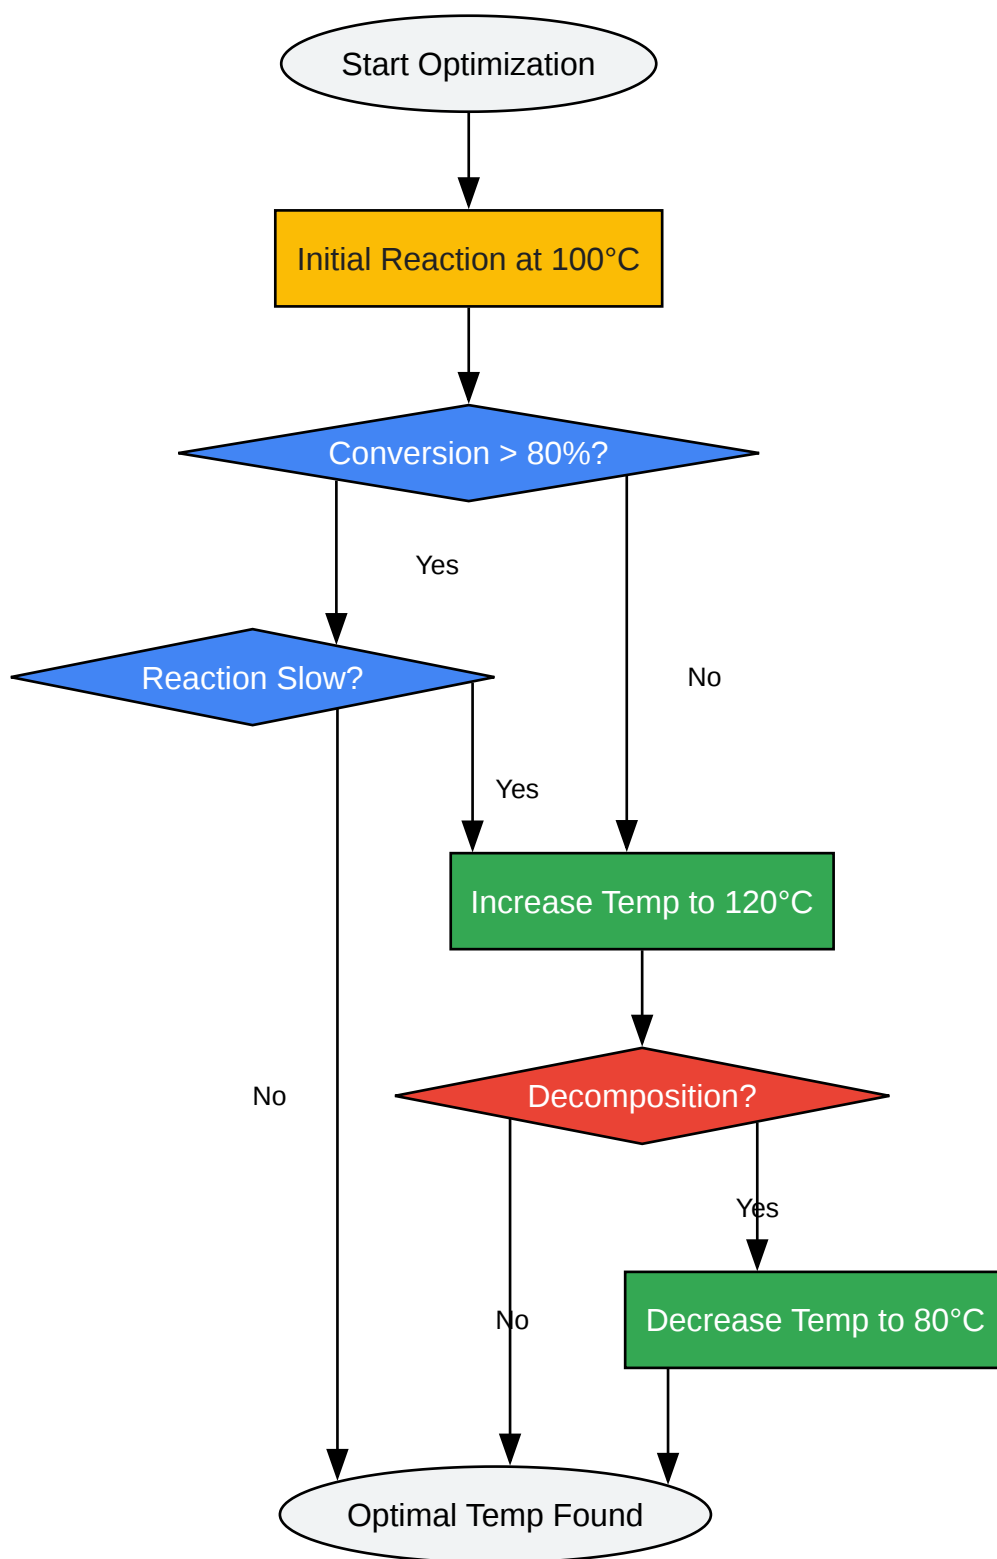 Start Optimization
Initial Reaction at 100°C
Conversion > 80%?
Yes
Reaction Slow?
No
Yes
Increase Temp to 120°C
No
Decomposition?
Yes
No
Decrease Temp to 80°C
Optimal Temp Found